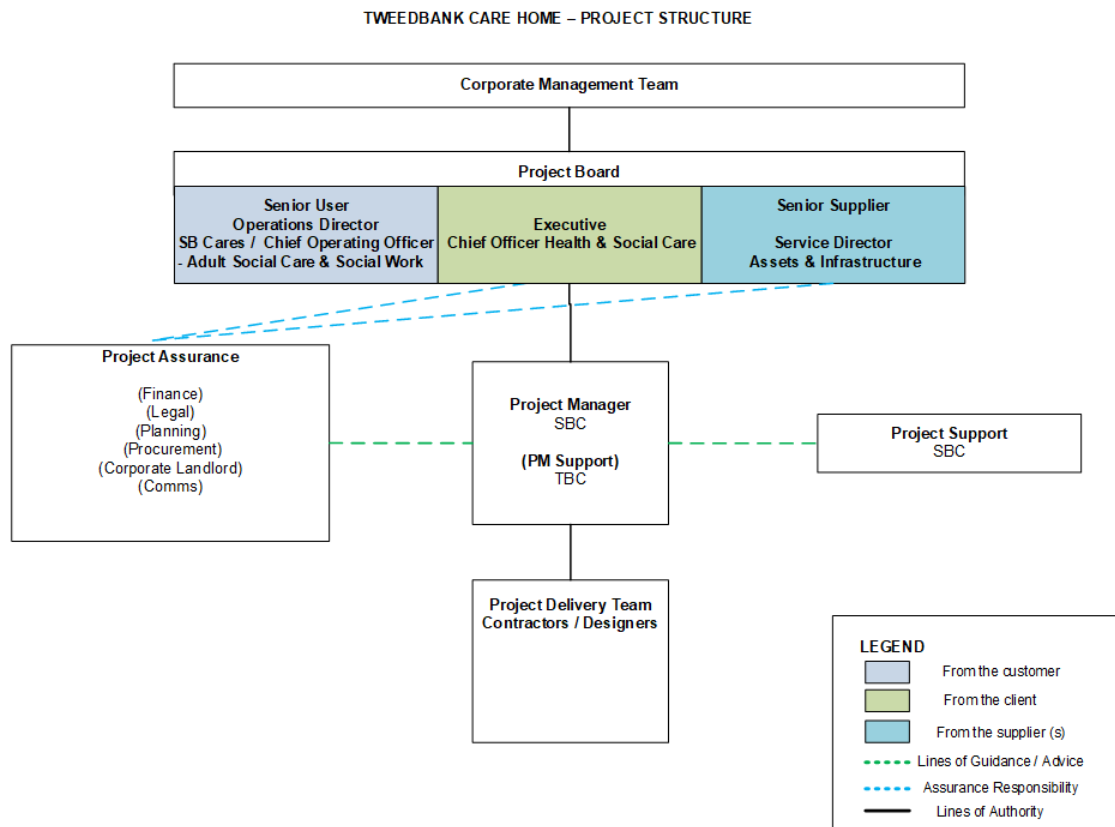 TWEEDBANK CARE HOME – PROJECT STRUCTURE
Corporate Management Team
Project Board
Senior User
Operations Director
SB Cares / Chief Operating Officer
- Adult Social Care & Social Work
Executive
Chief Officer Health & Social Care
Senior Supplier
Service Director
Assets & Infrastructure
Project Assurance
(Finance)
(Legal)
(Planning)
(Procurement)
(Corporate Landlord)
(Comms)
Project Manager
SBC
(PM Support)
TBC
Project Support
SBC
Project Delivery Team
Contractors / Designers
LEGEND
From the customer
From the client
From the supplier (s)
Lines of Guidance / Advice
Assurance Responsibility
Lines of Authority